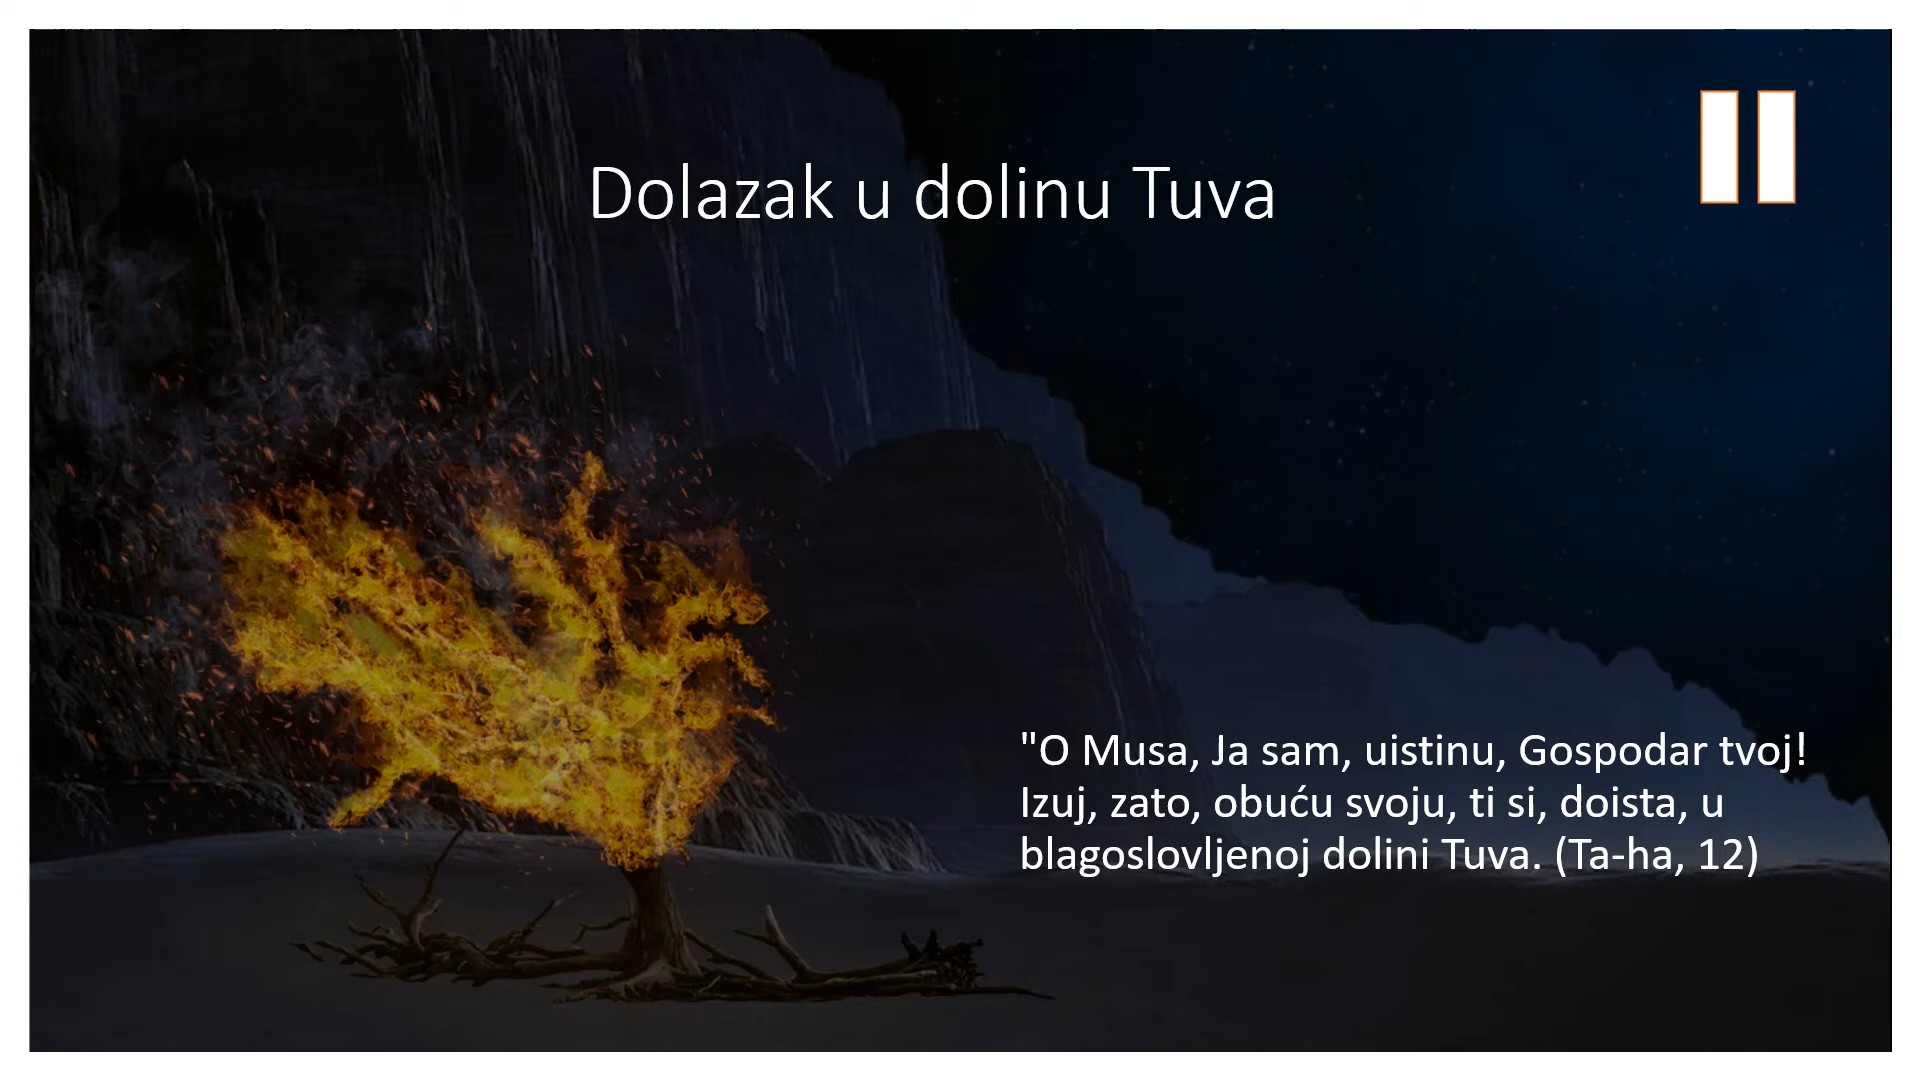 Dolazak u dolinu Tuva
"O Musa, Ja sam, uistinu, Gospodar tvoj!
Izuj, zato, obuću svoju, ti si, doista, u
blagoslovljenoj dolini Tuva. (Ta-ha, 12)